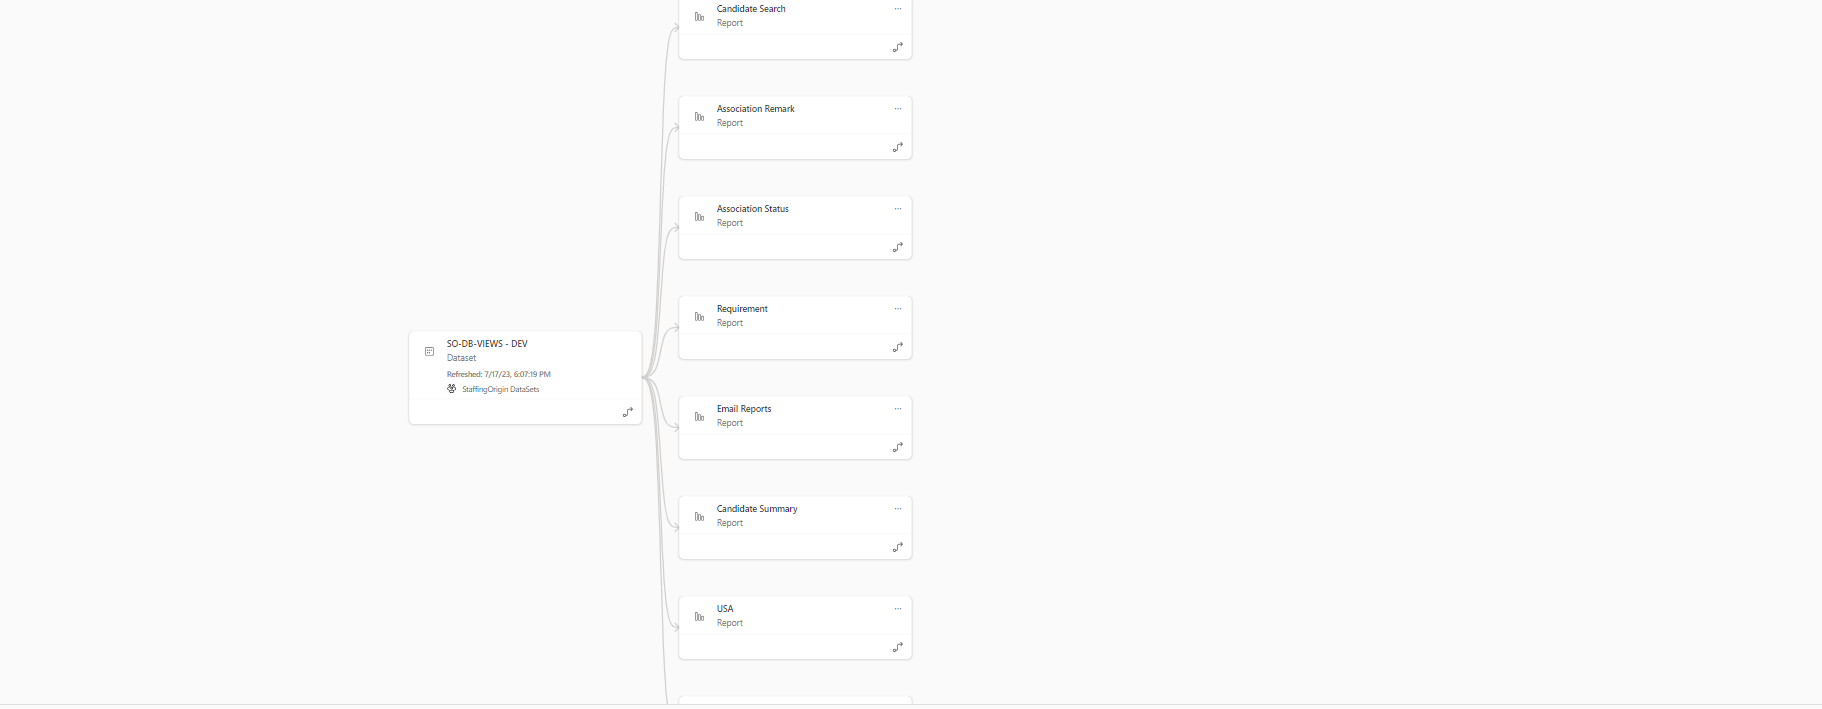 Candidate Search
...
Report
Association Remark
...
Report
Association Status
...
Report
Requirement
...
Report
SO-DB-VIEWS - DEV
Dataset
Refreshed: 7/17/23, 6:07:19 PM
StaffingOrigin DataSets
Email Reports
...
Report
Candidate Summary
...
Report
USA
...
Report